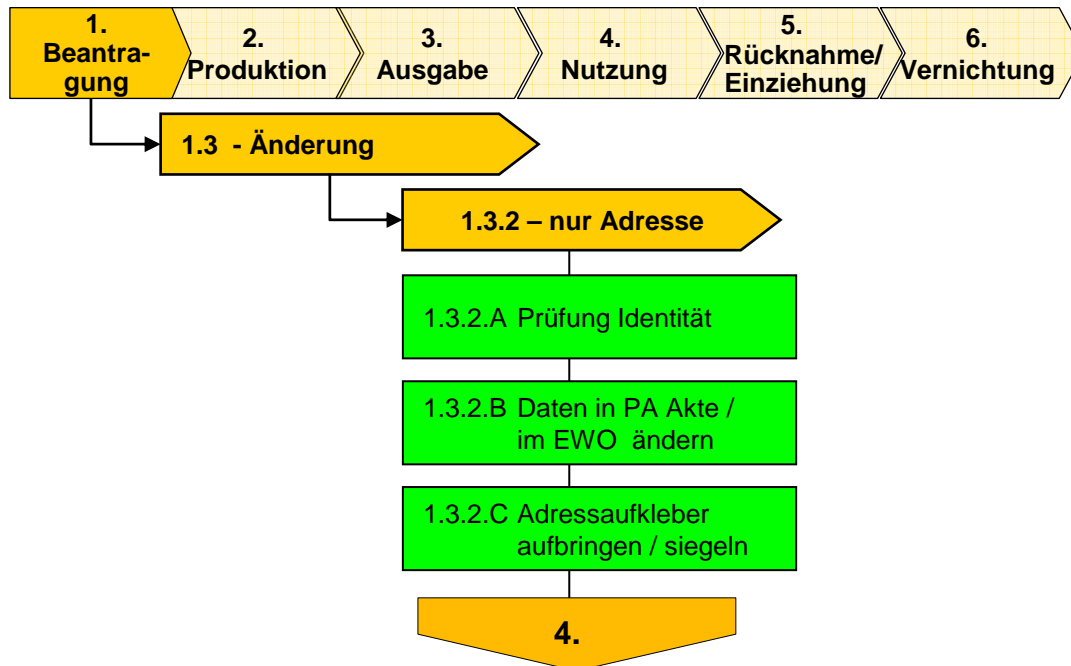 1.
Beantra-
gung
2.
Produktion
3.
Ausgabe
4.
Nutzung
5.
Rücknahme/
Einziehung
6.
Vernichtung
1.3 - Änderung
1.3.2 – nur Adresse
1.3.2.A Prüfung Identität
1.3.2.B Daten in PA Akte /
im EWO ändern
1.3.2.C Adressaufkleber
aufbringen / siegeln
4.